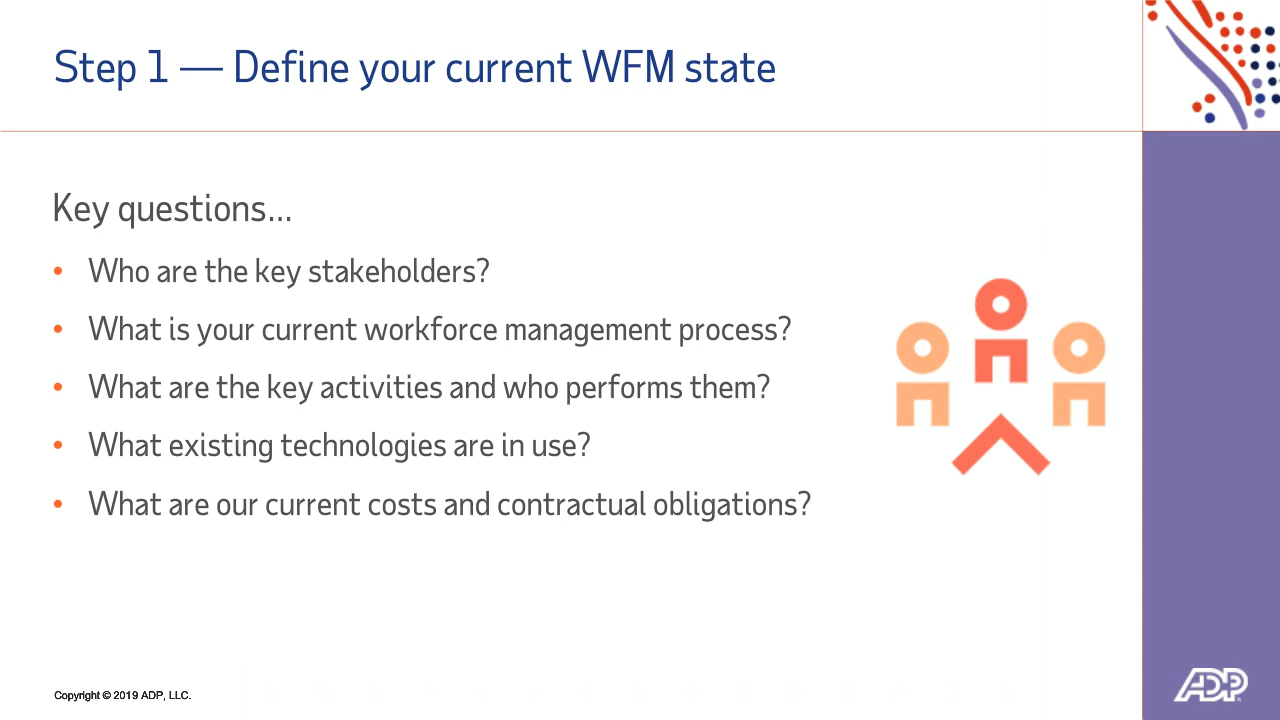 Step 1 — Define your current WFM state
Key questions...
• Who are the key stakeholders?
• What is your current workforce management process?
• What are the key activities and who performs them?
• What existing technologies are in use?
• What are our current costs and contractual obligations?
Copyright © 2019 ADP, LLC.
ADP